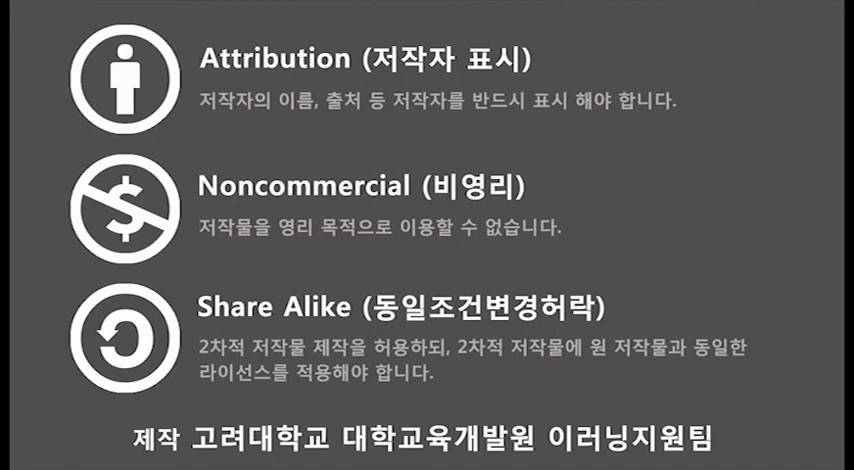 Attribution (저작자 표시)
저작자의 이름, 출처 등 저작자를 반드시 표시 해야 합니다.
Noncommercial (비영리)
저작물을 영리 목적으로 이용할 수 없습니다.
Share Alike (동일조건변경허락)
2차적 저작물 제작을 허용하되, 2차적 저작물에 원 저작물과 동일한
라이선스를 적용해야 합니다.
제작 고려대학교 대학교육개발원 이러닝지원팀